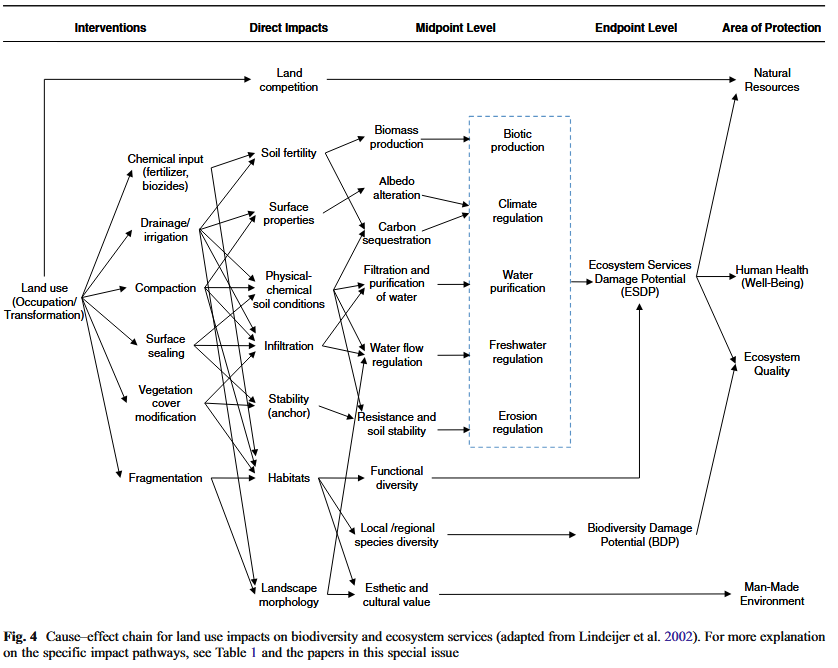 Interventions
Direct Impacts
Midpoint Level
Endpoint Level
Area of Protection
Land
competition
Natural
Resources
Chemical input
(fertilizer,
biozides)
Soil fertility
Biomass
production
Biotic
production
Drainage/
irrigation
Surface
properties
Albedo
alteration
Climate
regulation
Carbon
sequestration
Land use
(Occupation/
Transformation)
Compaction
Physical-
chemical
soil conditions
Filtration and
purification
of water
Water
purification
Ecosystem Services
Damage Potential
(ESDP)
Human Health
(Well-Being)
Surface
sealing
Infiltration
Water flow
regulation
Freshwater
regulation
Ecosystem
Quality
Vegetation
cover
modification
Stability
(anchor)
Resistance and
soil stability
Erosion
regulation
Fragmentation
Habitats
Functional
diversity
Local /regional
species diversity
Biodiversity Damage
Potential (BDP)
Landscape
morphology
Esthetic and
cultural value
Man-Made
Environment
Fig. 4 Cause–effect chain for land use impacts on biodiversity and ecosystem services (adapted from Lindeijer et al. 2002). For more explanation
on the specific impact pathways, see Table 1 and the papers in this special issue